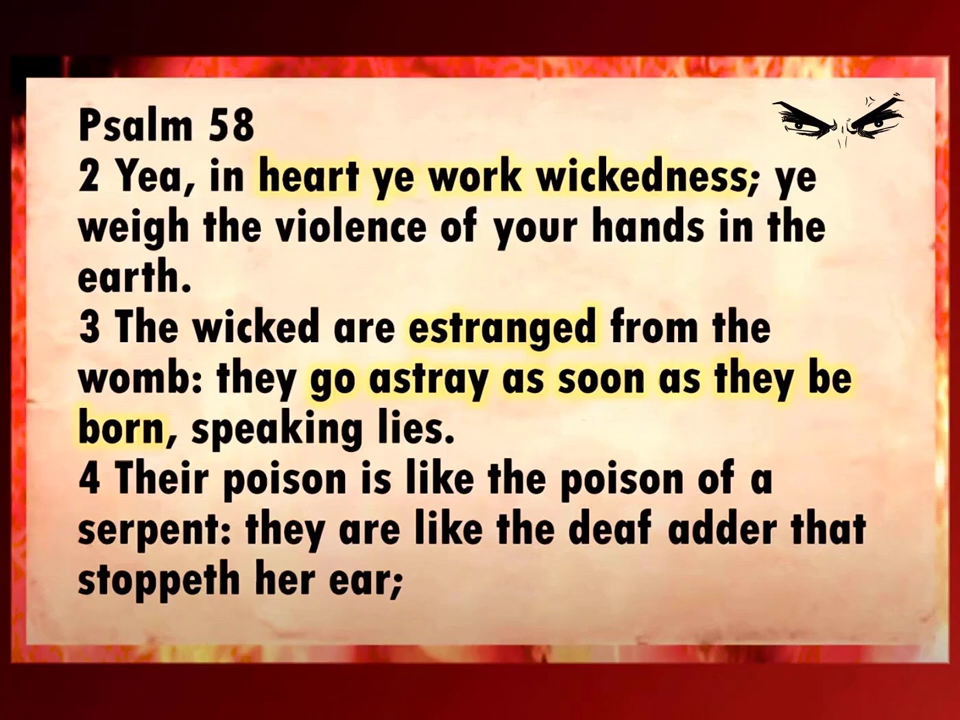 Psalm 58
2 Yea, in heart ye work wickedness; ye
weigh the violence of your hands in the
earth.
3 The wicked are estranged from the
womb: they go astray as soon as they be
born, speaking lies.
4 Their poison is like the poison of a
serpent: they are like the deaf adder that
stoppeth her ear;